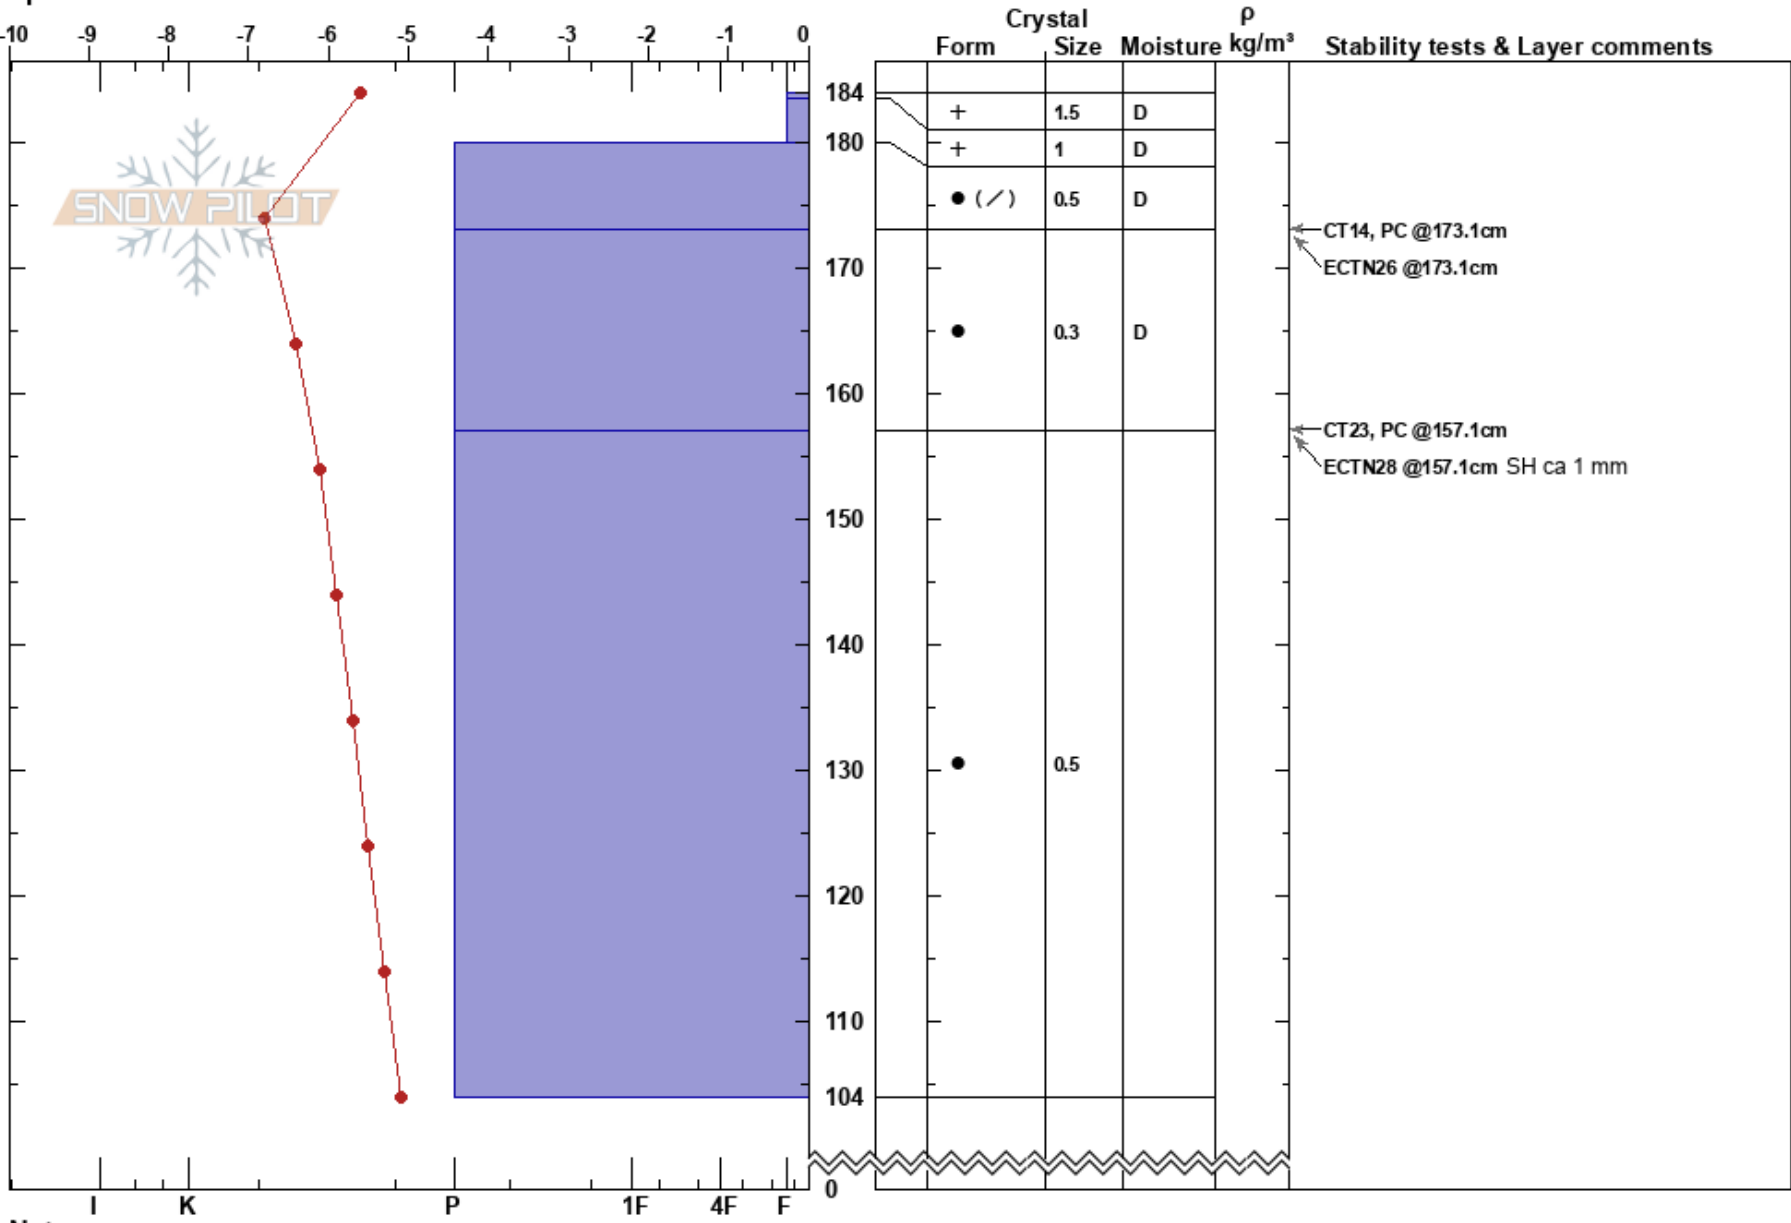 -10 -9 -8 -7 -6 -5 -4 -3 -2 -1 0
Crystal ρ
Form Size Moisture kg/m³ Stability tests & Layer comments
184
+ 1.5 D
180
+ 1 D
● (∕) 0.5 D
SNOW PILOT
CT14, PC @173.1cm
170
ECTN26 @173.1cm
● 0.3 D
160
CT23, PC @157.1cm
ECTN28 @157.1cm SH ca 1 mm
150
140
130
● 0.5
120
110
104
0
I K P 1F 4F F